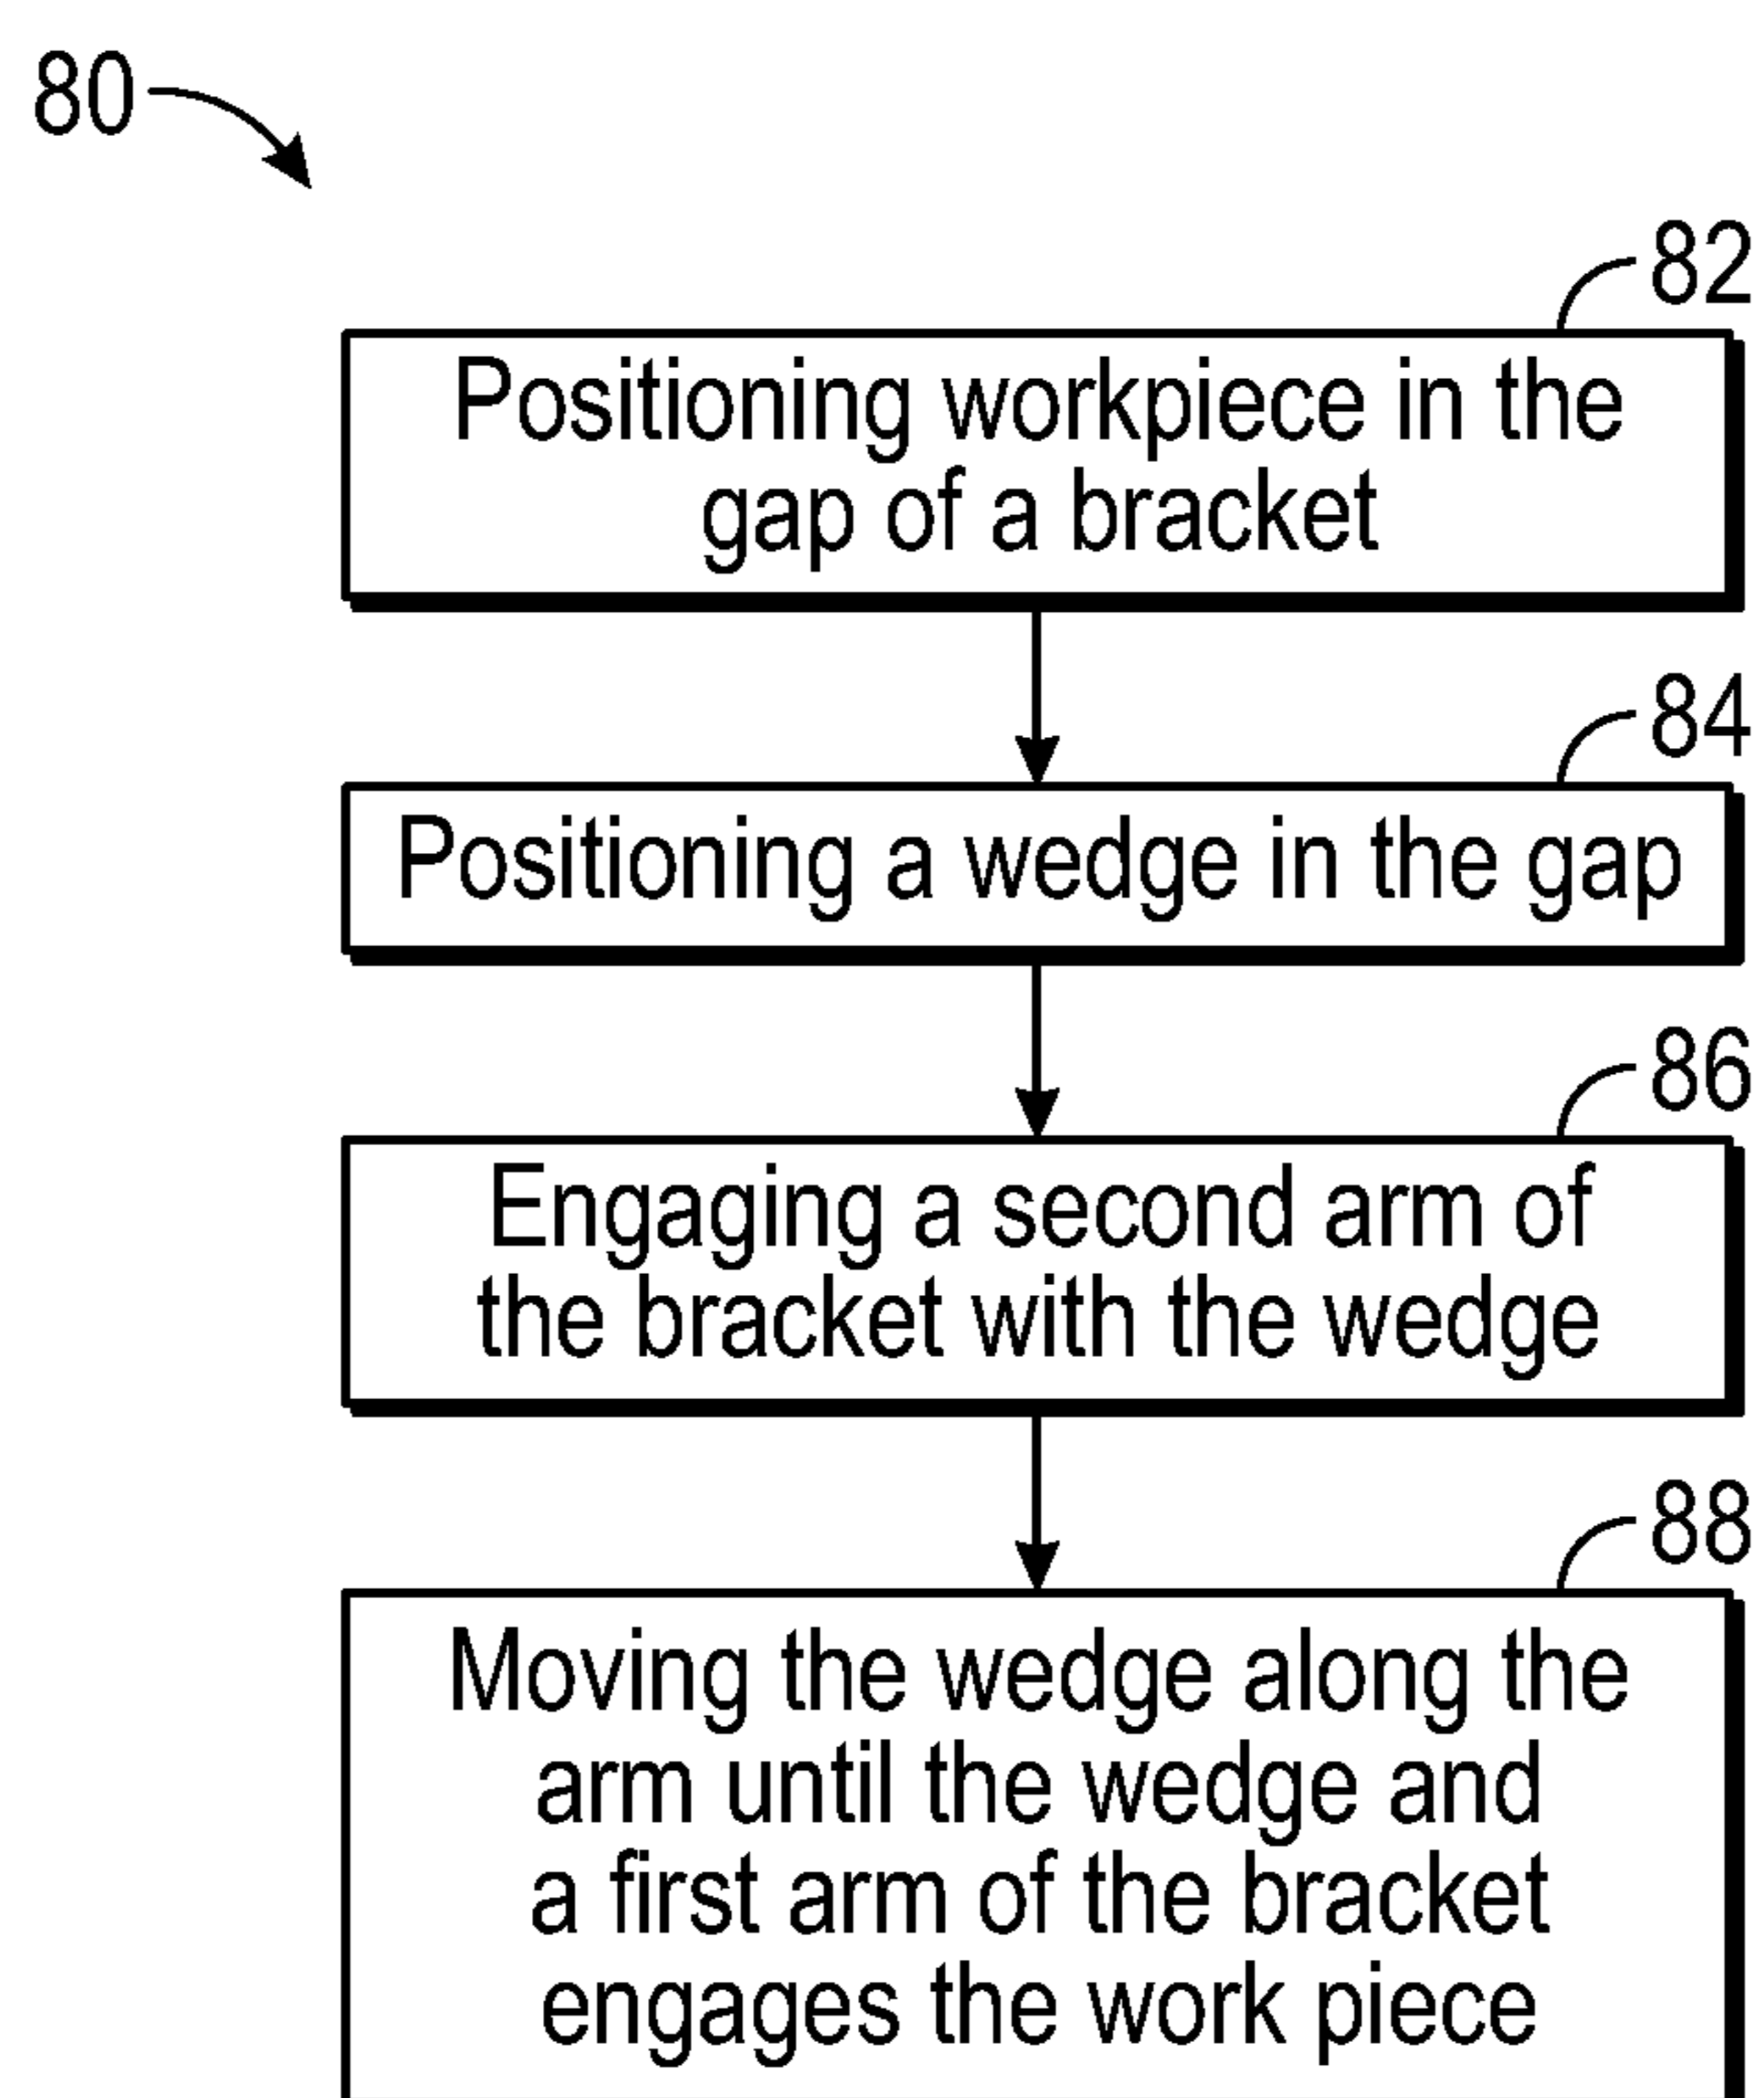 80
82
Positioning workpiece in the
gap of a bracket
84
Positioning a wedge in the gap
86
Engaging a second arm of
the bracket with the wedge
88
Moving the wedge along the
arm until the wedge and
a first arm of the bracket
engages the work piece